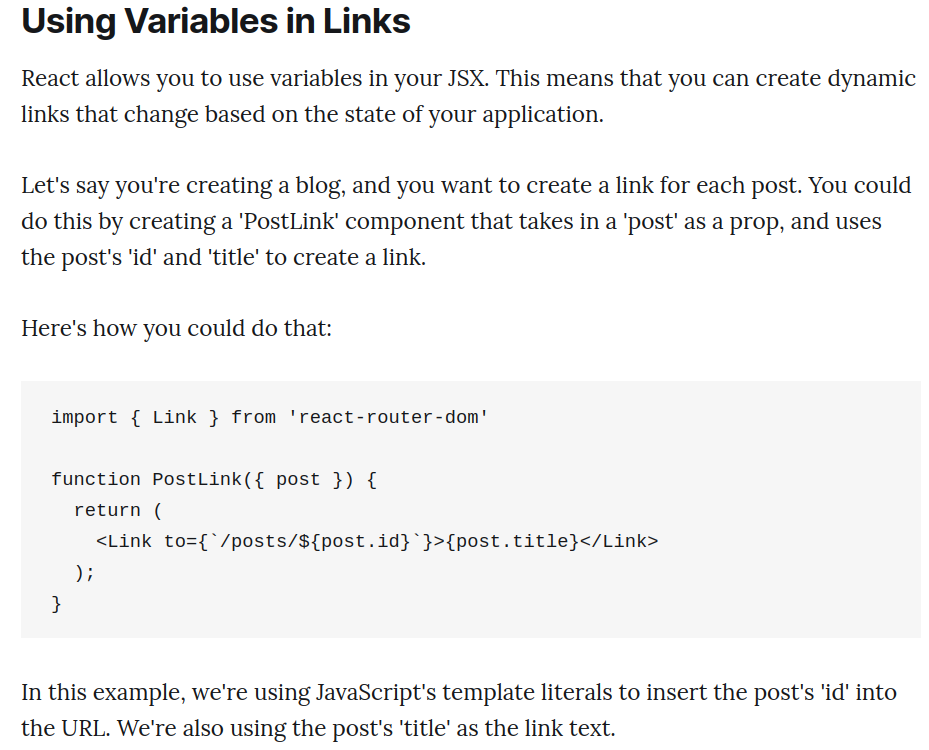 Using Variables in Links
React allows you to use variables in your JSX. This means that you can create dynamic
links that change based on the state of your application.
Let's say you're creating a blog, and you want to create a link for each post. You could
do this by creating a 'PostLink' component that takes in a 'post' as a prop, and uses
the post's 'id' and 'title' to create a link.
Here's how you could do that:
import { Link } from 'react-router-dom'
function PostLink({ post }) {
  return (
    <Link to={`/posts/${post.id}`}>{post.title}</Link>
  );
}
In this example, we're using JavaScript's template literals to insert the post's 'id' into
the URL. We're also using the post's 'title' as the link text.